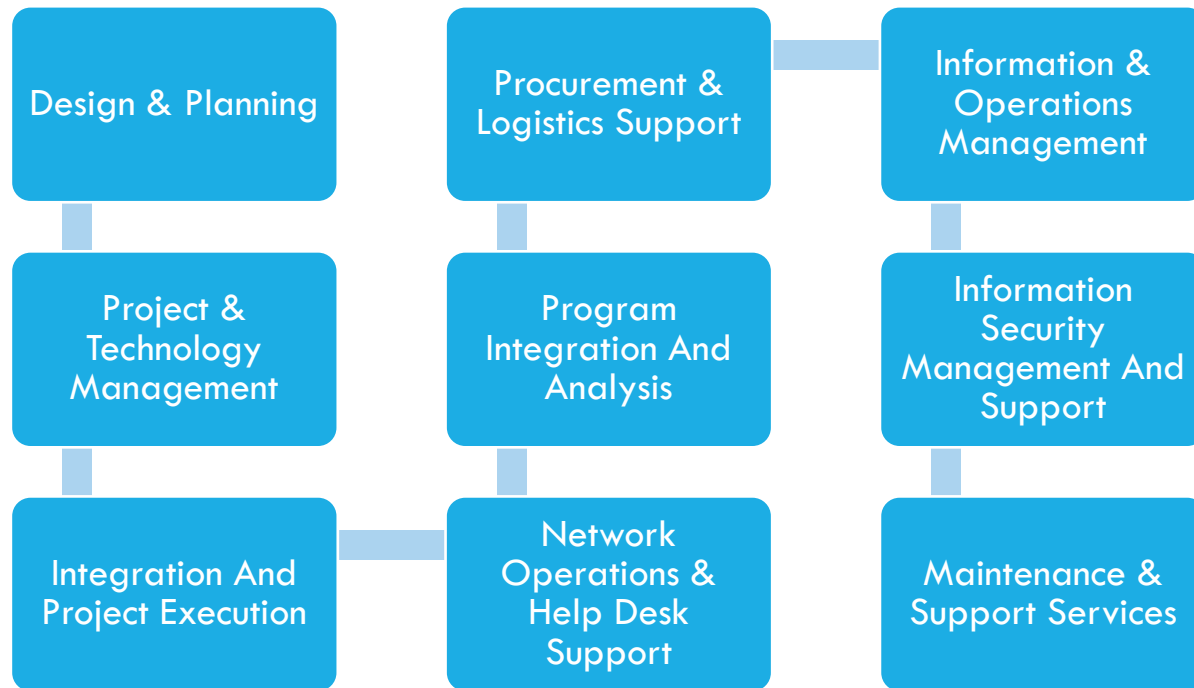 Design & Planning
Project &
Technology
Management
Integration And
Project Execution
Network
Operations &
Help Desk
Support
Program
Integration And
Analysis
Procurement &
Logistics Support
Information &
Operations
Management
Information
Security
Management And
Support
Maintenance &
Support Services